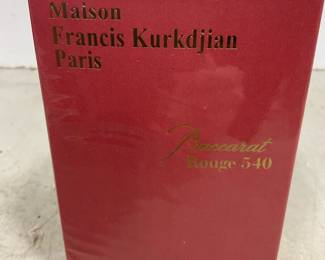 Maison
Francis Kurkdjian
Paris
Baccarat
Rouge 540